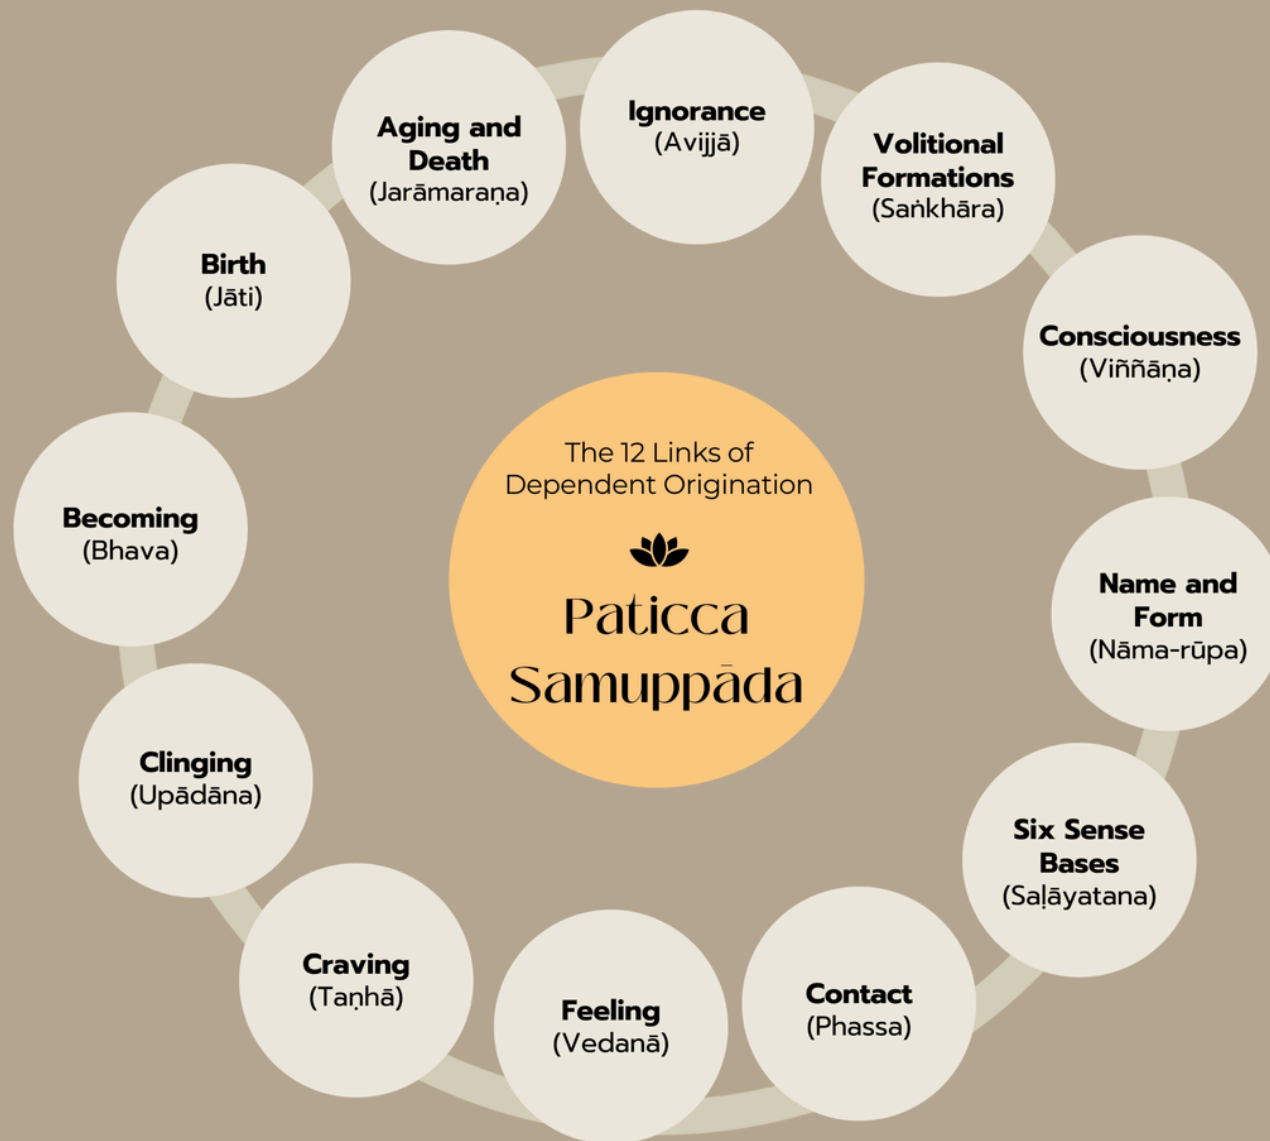 The 12 Links of
Dependent Origination
Paticca
Samuppāda
Ignorance
(Avijjā)
Volitional
Formations
(Saṅkhāra)
Consciousness
(Viññāṇa)
Name and
Form
(Nāma-rūpa)
Six Sense
Bases
(Saḷāyatana)
Contact
(Phassa)
Feeling
(Vedanā)
Craving
(Taṇhā)
Clinging
(Upādāna)
Becoming
(Bhava)
Birth
(Jāti)
Aging and
Death
(Jarāmaraṇa)